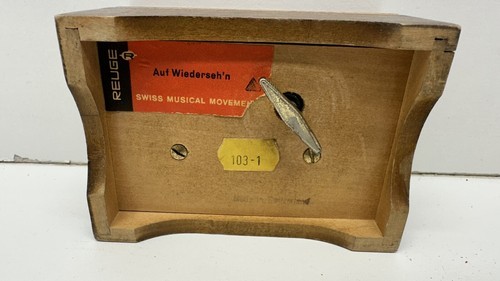 REUGE
Auf Wiederseh'n
SWISS MUSICAL MOVEME
103-1